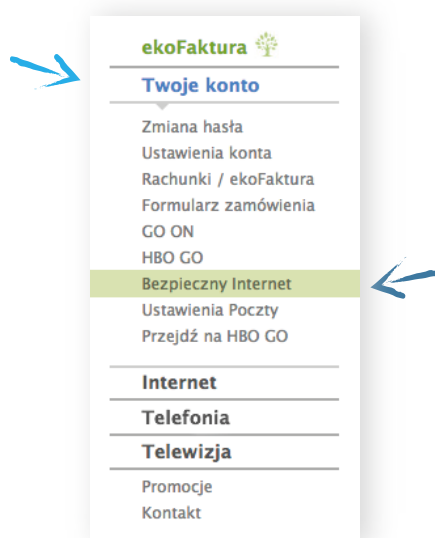 ekoFaktura
Twoje konto
Zmiana hasła
Ustawienia konta
Rachunki / ekoFaktura
Formularz zamówienia
GO ON
HBO GO
Bezpieczny Internet
Ustawienia Poczty
Przejdź na HBO GO
Internet
Telefonia
Telewizja
Promocje
Kontakt